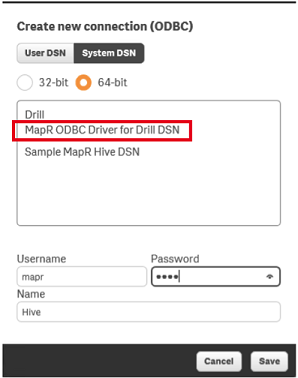 Create new connection (ODBC)
User DSN System DSN
32-bit 64-bit
Drill
MapR ODBC Driver for Drill DSN
Sample MapR Hive DSN
Username Password
mapr ••••
Name
Hive
Cancel Save